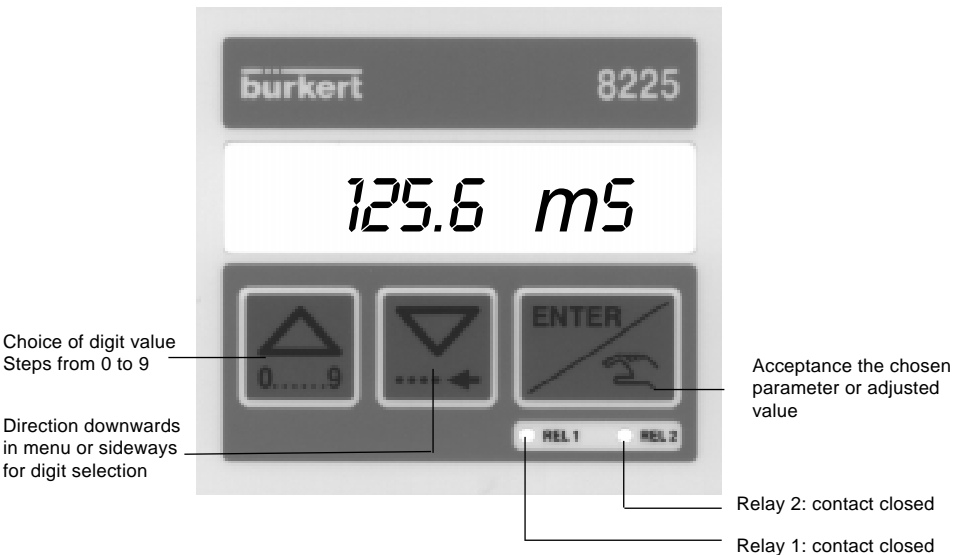 bürkert 8225
125.6 mS
ENTER
0......9
REL 1 REL 2
Choice of digit value
Steps from 0 to 9
Direction downwards
in menu or sideways
for digit selection
Acceptance the chosen
parameter or adjusted
value
Relay 2: contact closed
Relay 1: contact closed